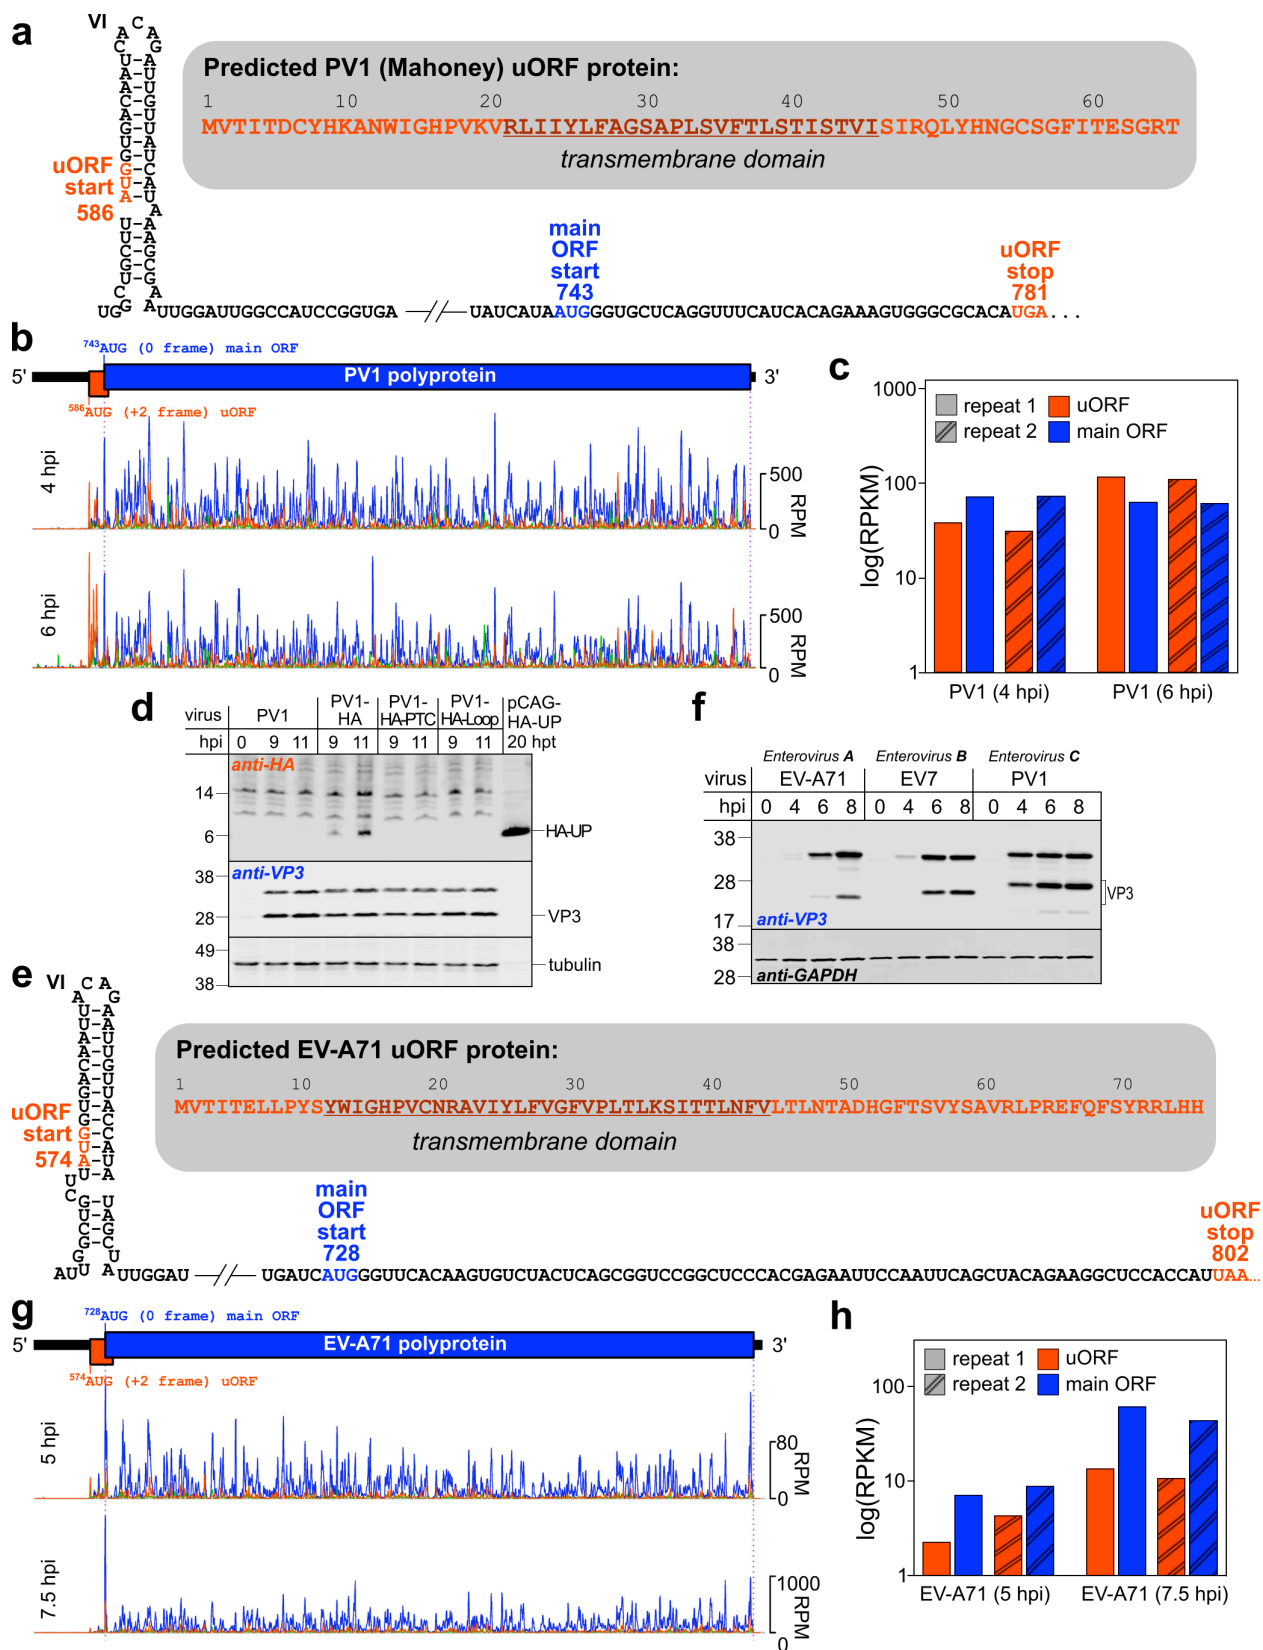 a
VI
Predicted PV1 (Mahoney) uORF protein:
1 10 20 30 40 50 60
MVTITDCYHKANWIGHPVKVRLIIYLFAGSAPLSVFTLSTISTVISIRQLYHNGCSGFITESGRT
transmembrane domain
uORF
start
586
main
ORF
start
743
uORF
stop
781
UUGGAUUGGCCAUCCGGUGA
UAUCAUAAUGGGUGCUCAGGUUUCAUCACAGAAAGUGGGCGCACAUGA...
b
743AUG (0 frame) main ORF
5'
PV1 polyprotein
3'
586AUG (+2 frame) uORF
4 hpi
500
0
RPM
6 hpi
500
0
RPM
c
log(RPKM)
1000
100
10
1
repeat 1
uORF
repeat 2
main ORF
PV1 (4 hpi)
PV1 (6 hpi)
d
virus
PV1
PV1-
HA
PV1-
HA-PTC
PV1-
HA-Loop
pCAG-
HA-UP
hpi 0 9 11 9 11 9 11 9 11 20 hpt
anti-HA
14
6
HA-UP
anti-VP3
38
28
VP3
49
38
tubulin
f
Enterovirus A
Enterovirus B
Enterovirus C
virus EV-A71 EV7 PV1
hpi 0 4 6 8 0 4 6 8 0 4 6 8
38
28
17
anti-VP3
VP3
38
28
anti-GAPDH
e
VI
Predicted EV-A71 uORF protein:
1 10 20 30 40 50 60 70
MVTITELLPYSYWIGHPVCNRAVIYLFVGFVPLTLKSITTLNFVLTLNTADHGFTSVYSAVRLPREFQFSYRRLHH
transmembrane domain
uORF
start
574
main
ORF
start
728
uORF
stop
802
UUGGAU
UGAUCAUGGGUUCACAAGUGUCUACUCAGCGGUCCGGCUCCCACGAGAAUUCCAAUUCAGCUACAGAAGGCUCCACCAUUAA...
g
728AUG (0 frame) main ORF
5'
EV-A71 polyprotein
3'
574AUG (+2 frame) uORF
5 hpi
80
0
RPM
7.5 hpi
1000
0
RPM
h
log(RPKM)
100
10
1
repeat 1
uORF
repeat 2
main ORF
EV-A71 (5 hpi)
EV-A71 (7.5 hpi)